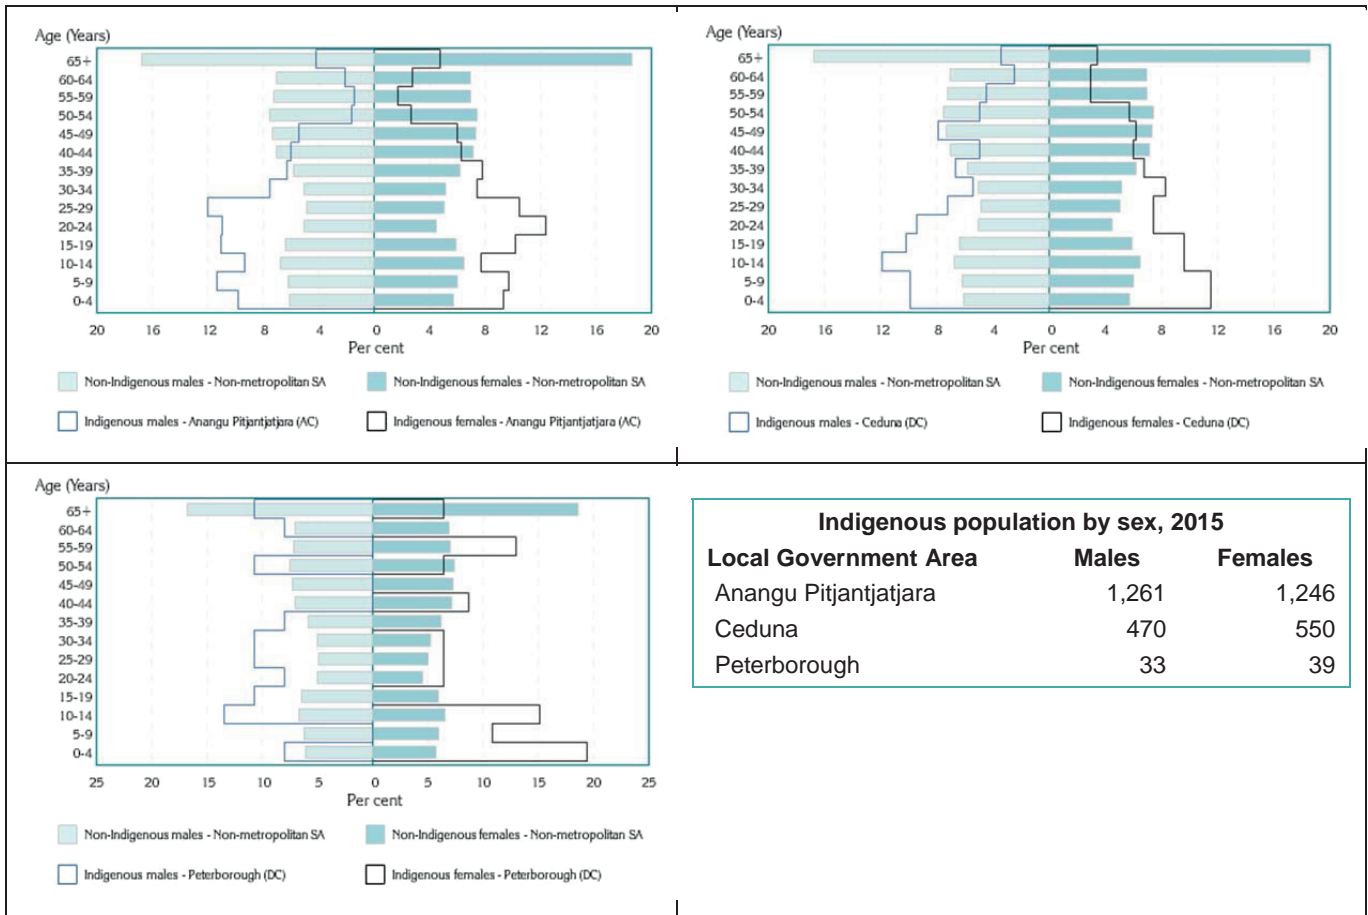 Age (Years)
65+
60-64
55-59
50-54
45-49
40-44
35-39
30-34
25-29
20-24
15-19
10-14
5-9
0-4
20 16 12 8 4 0 4 8 12 16 20
Per cent
Non-Indigenous males - Non-metropolitan SA Non-Indigenous females - Non-metropolitan SA
Indigenous males - Anangu Pitjantjatjara (AC) Indigenous females - Anangu Pitjantjatjara (AC)
Age (Years)
65+
60-64
55-59
50-54
45-49
40-44
35-39
30-34
25-29
20-24
15-19
10-14
5-9
0-4
20 16 12 8 4 0 4 8 12 16 20
Per cent
Non-Indigenous males - Non-metropolitan SA Non-Indigenous females - Non-metropolitan SA
Indigenous males - Ceduna (DC) Indigenous females - Ceduna (DC)
Age (Years)
65+
60-64
55-59
50-54
45-49
40-44
35-39
30-34
25-29
20-24
15-19
10-14
5-9
0-4
25 20 15 10 5 0 5 10 15 20 25
Per cent
Non-Indigenous males - Non-metropolitan SA Non-Indigenous females - Non-metropolitan SA
Indigenous males - Peterborough (DC) Indigenous females - Peterborough (DC)
Indigenous population by sex, 2015
Local Government Area Males Females
Anangu Pitjantjatjara 1,261 1,246
Ceduna 470 550
Peterborough 33 39